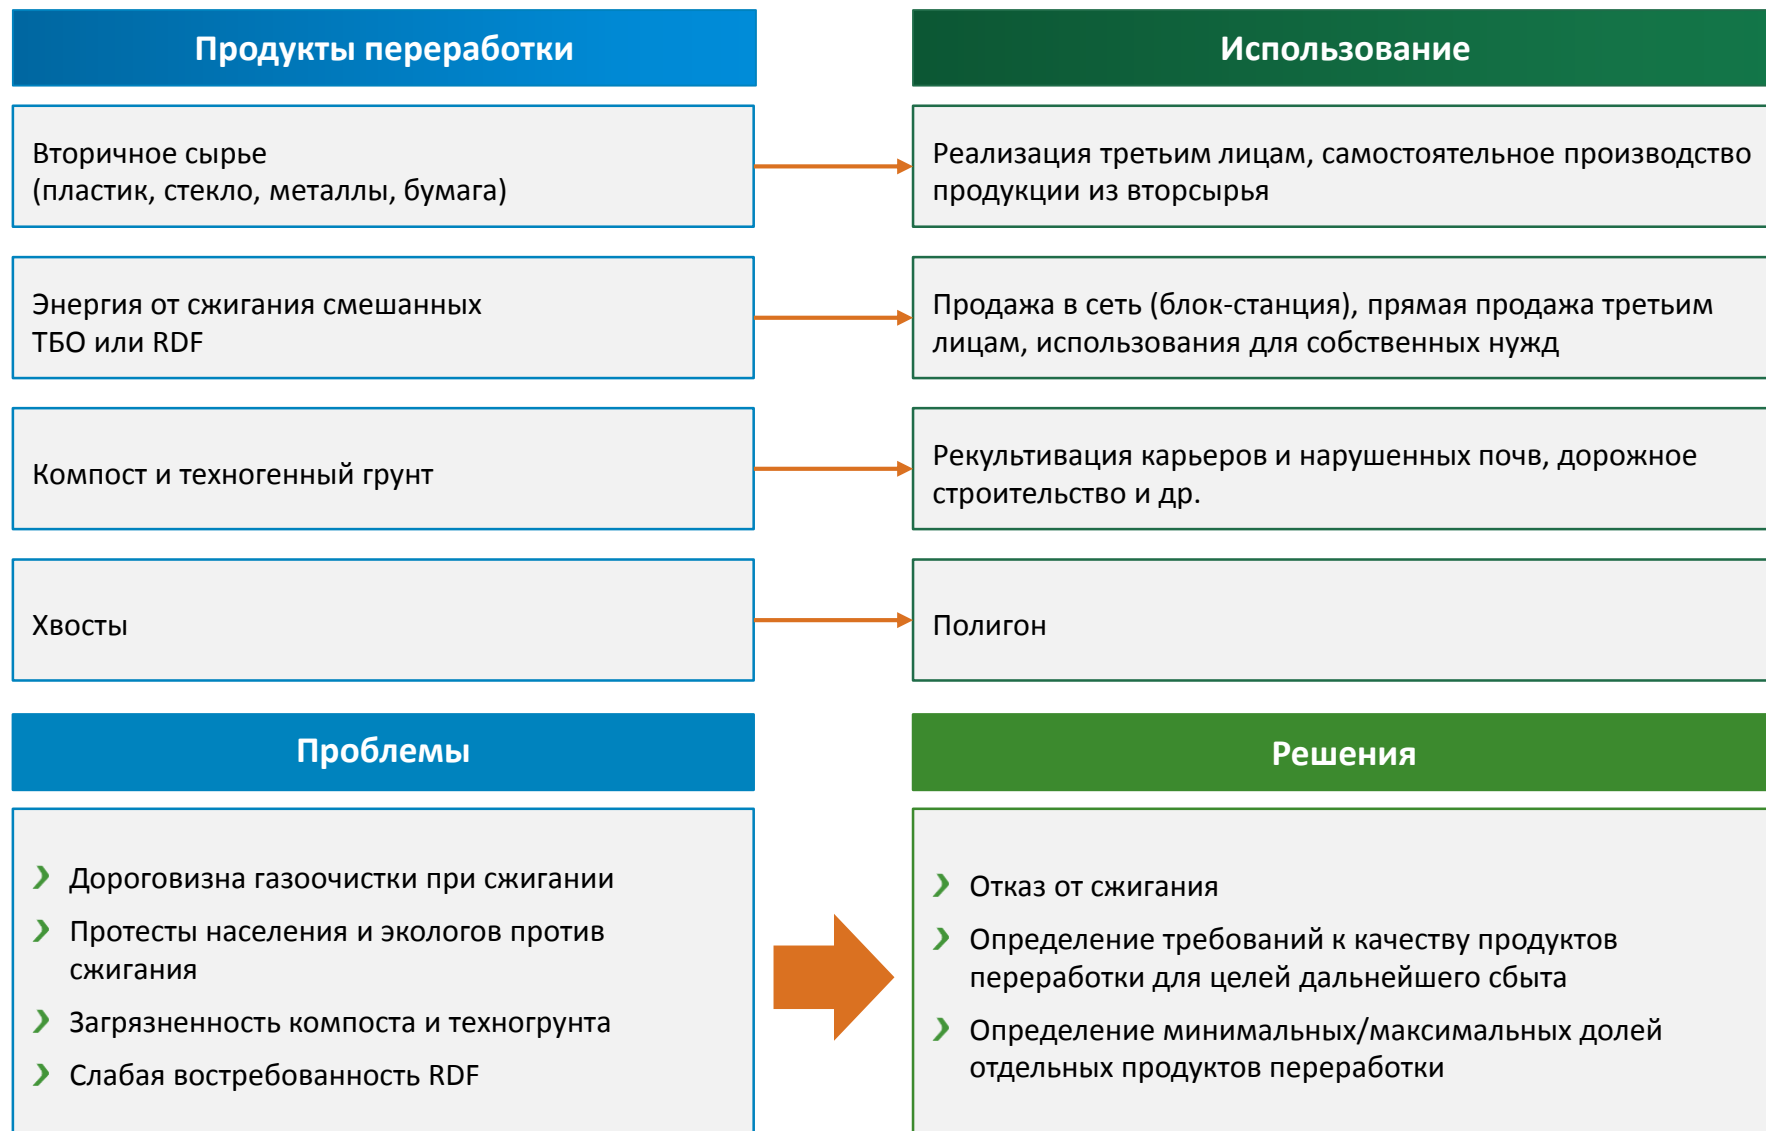 Продукты переработки
Использование
Вторичное сырье
(пластик, стекло, металлы, бумага)
Реализация третьим лицам, самостоятельное производство
продукции из вторсырья
Энергия от сжигания смешанных
ТБО или RDF
Продажа в сеть (блок-станция), прямая продажа третьим
лицам, использования для собственных нужд
Компост и техногенный грунт
Рекультивация карьеров и нарушенных почв, дорожное
строительство и др.
Хвосты
Полигон
Проблемы
Решения
Дороговизна газоочистки при сжигании
Протесты населения и экологов против
сжигания
Загрязненность компоста и техногрунта
Слабая востребованность RDF
Отказ от сжигания
Определение требований к качеству продуктов
переработки для целей дальнейшего сбыта
Определение минимальных/максимальных долей
отдельных продуктов переработки